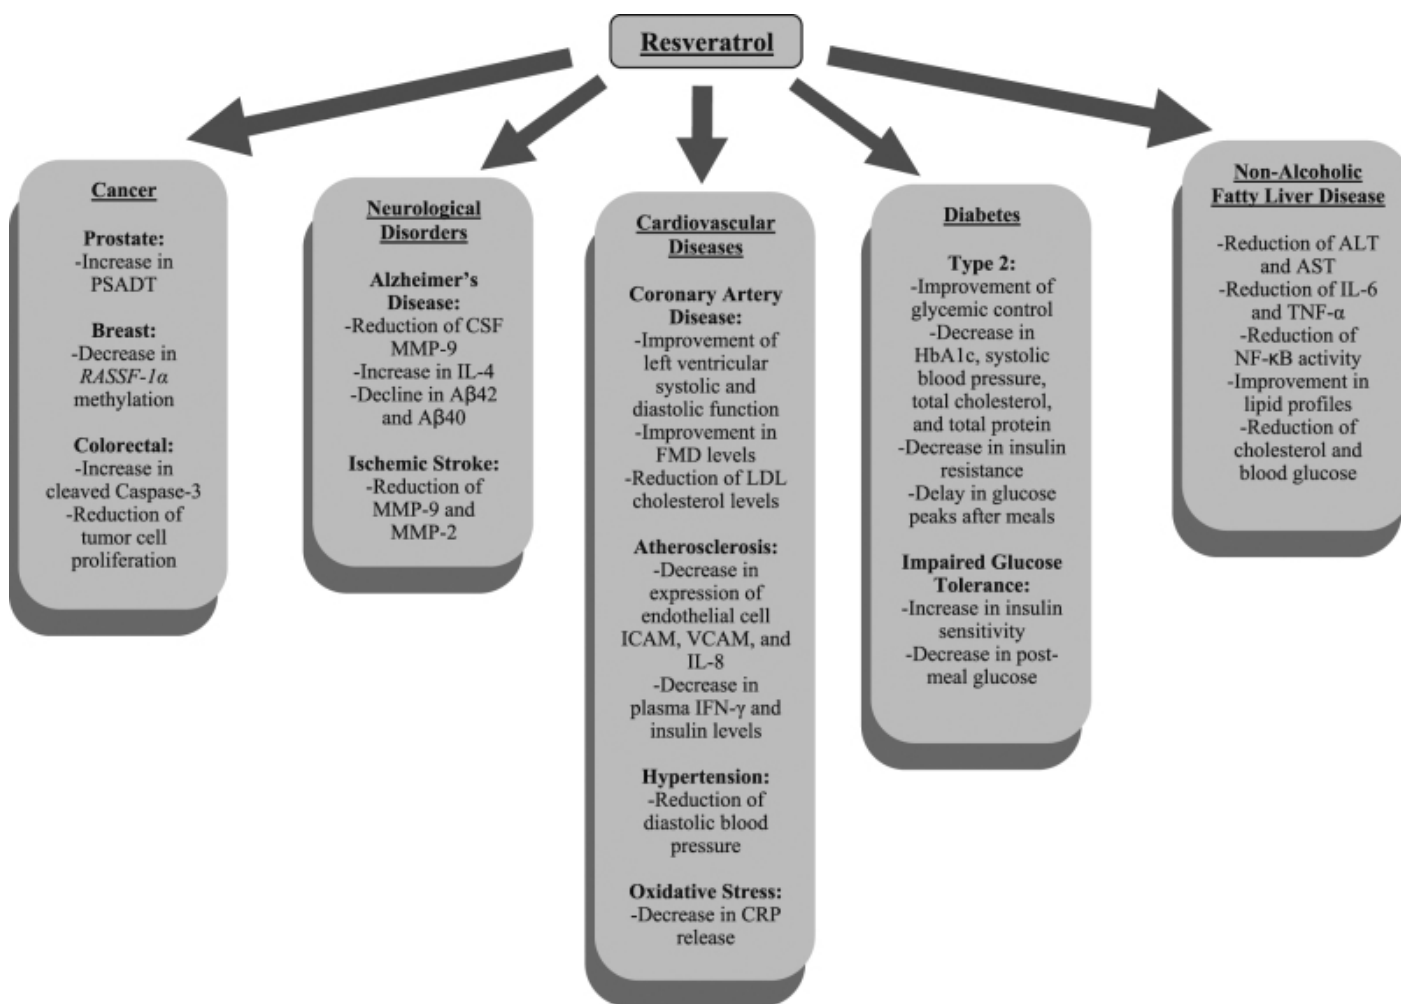 Resveratrol
Cancer
Prostate:
-Increase in
PSADT
Breast:
-Decrease in
RASSF-1α
methylation
Colorectal:
-Increase in
cleaved Caspase-3
-Reduction of
tumor cell
proliferation
Neurological
Disorders
Alzheimer's
Disease:
-Reduction of CSF
MMP-9
-Increase in IL-4
-Decline in Aβ42
and Aβ40
Ischemic Stroke:
-Reduction of
MMP-9 and
MMP-2
Cardiovascular
Diseases
Coronary Artery
Disease:
-Improvement of
left ventricular
systolic and
diastolic function
-Improvement in
FMD levels
-Reduction of LDL
cholesterol levels
Atherosclerosis:
-Decrease in
expression of
endothelial cell
ICAM, VCAM, and
IL-8
-Decrease in
plasma IFN-γ and
insulin levels
Hypertension:
-Reduction of
diastolic blood
pressure
Oxidative Stress:
-Decrease in CRP
release
Diabetes
Type 2:
-Improvement of
glycemic control
-Decrease in
HbA1c, systolic
blood pressure,
total cholesterol,
and total protein
-Decrease in insulin
resistance
-Delay in glucose
peaks after meals
Impaired Glucose
Tolerance:
-Increase in insulin
sensitivity
-Decrease in post-
meal glucose
Non-Alcoholic
Fatty Liver Disease
-Reduction of ALT
and AST
-Reduction of IL-6
and TNF-α
-Reduction of
NF-κB activity
-Improvement in
lipid profiles
-Reduction of
cholesterol and
blood glucose